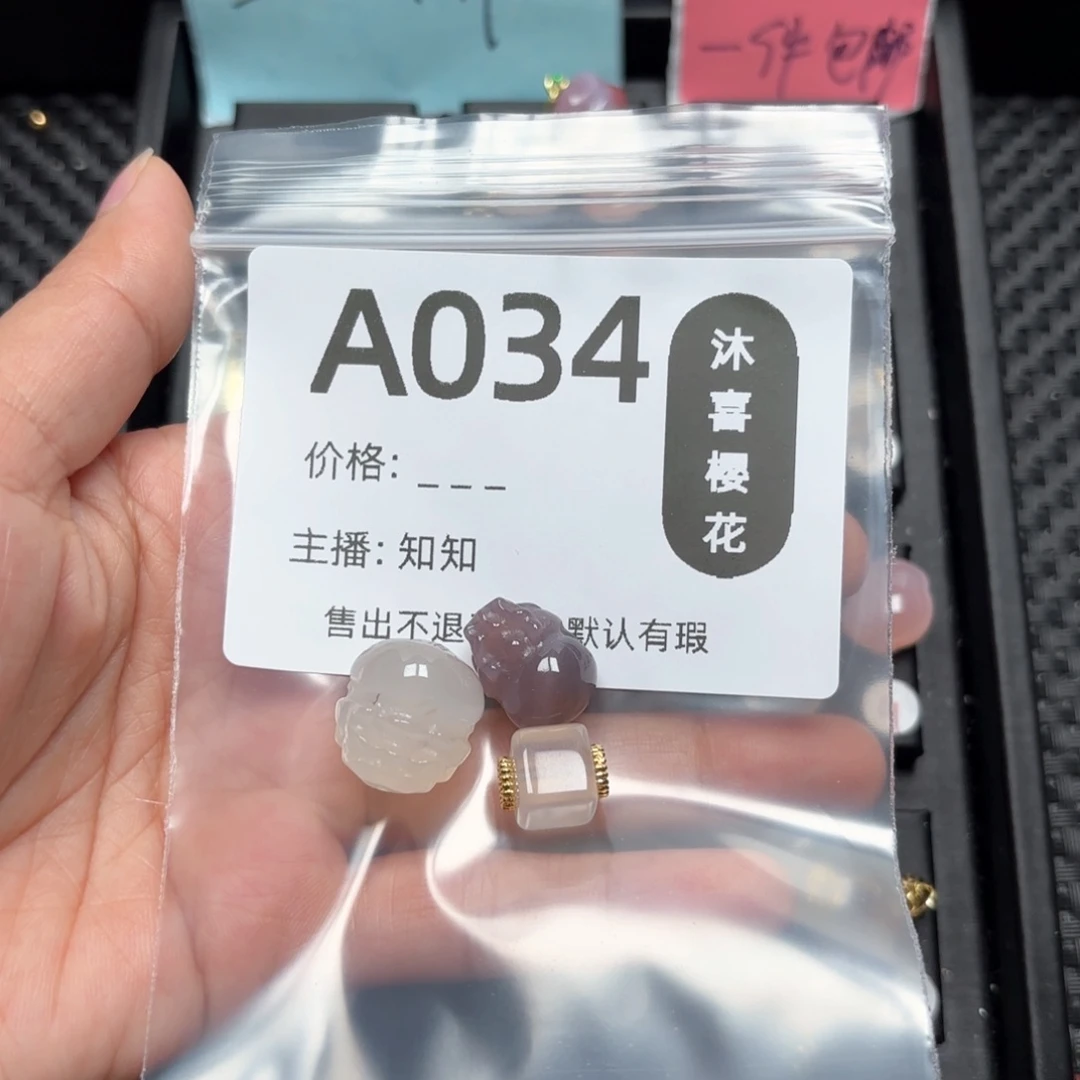 一件包邮
A034
沐喜樱花
价格: _ _ _
主播: 知知
售出不退
默认有瑕